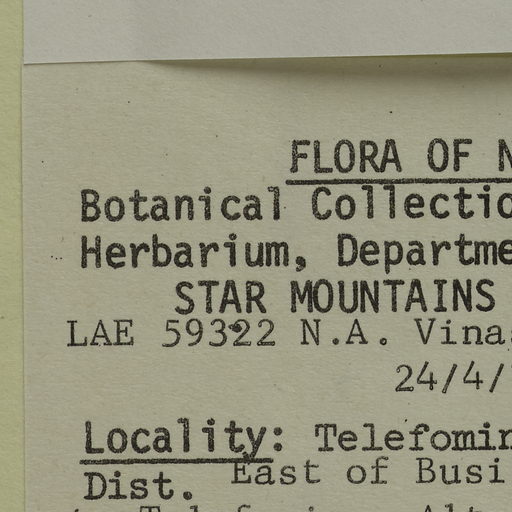 FLORA OF N
Botanical Collectio
Herbarium, Departme
STAR MOUNTAINS
LAE 59322 N.A. Vina
24/4/
Locality: Telefomin
Dist. East of Busi